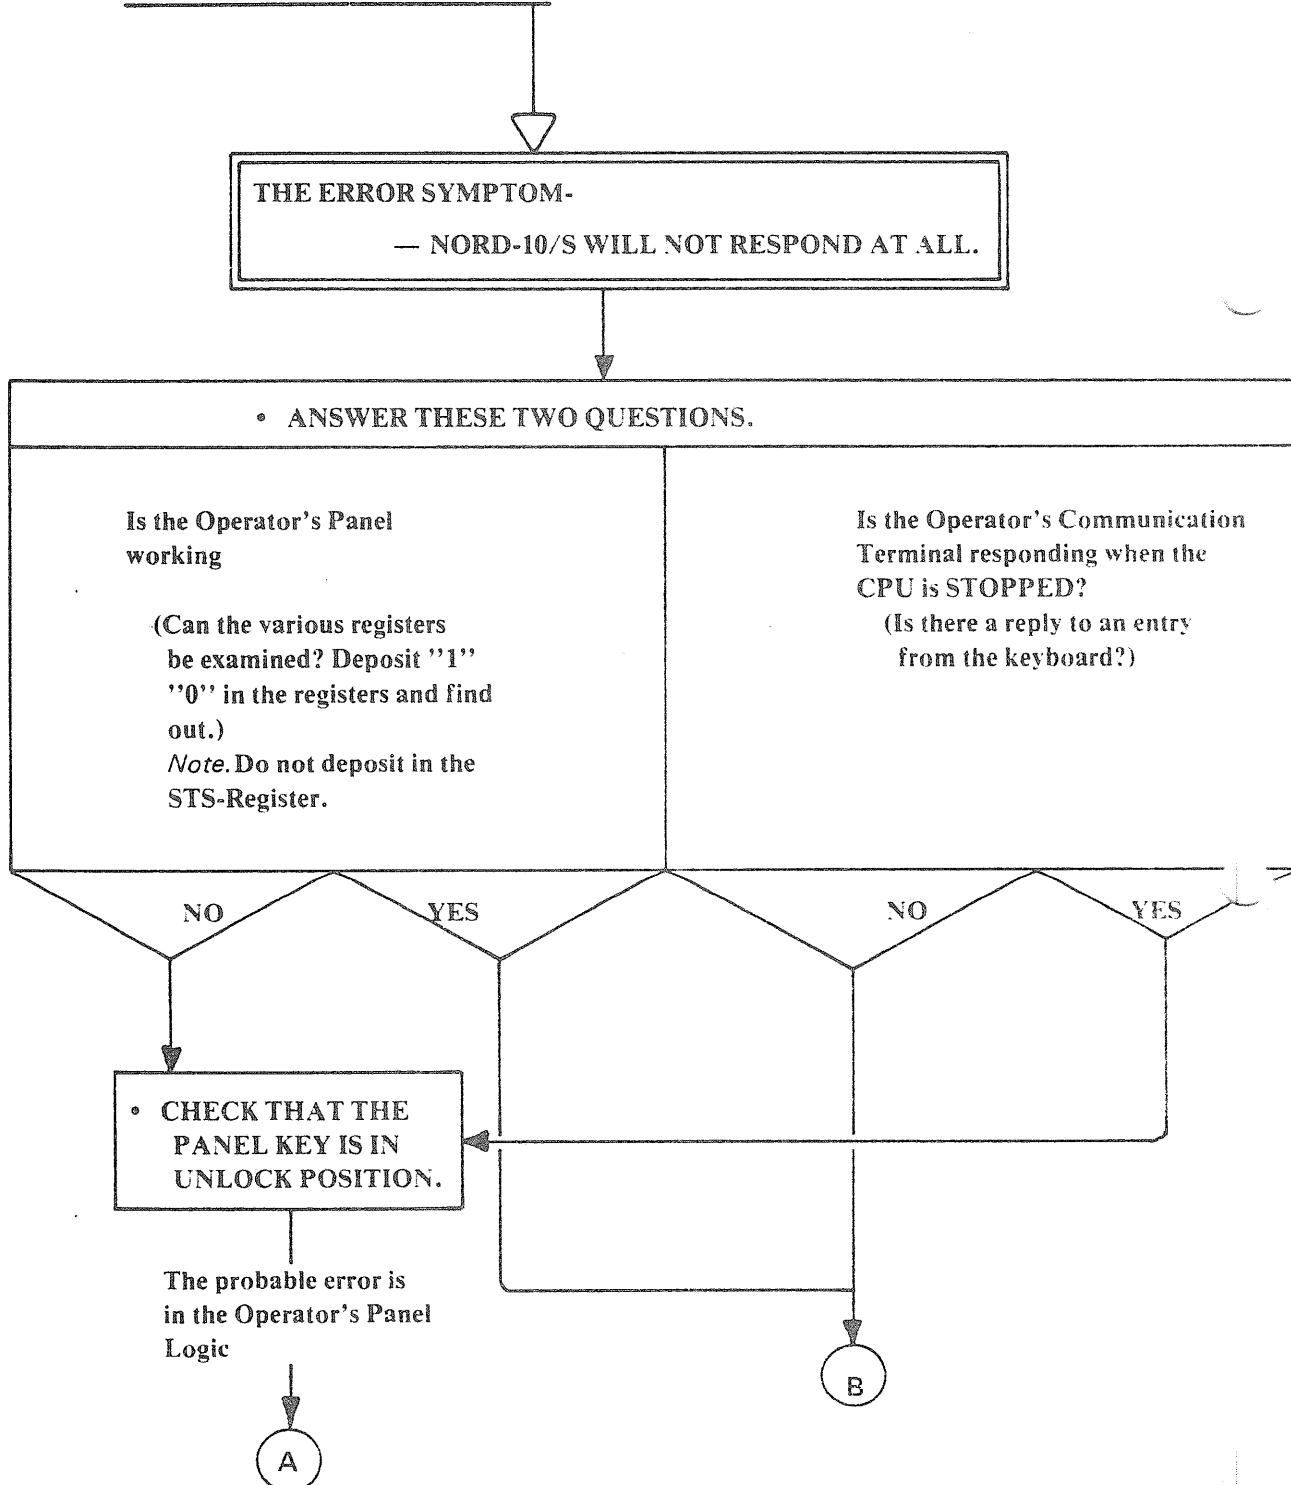 THE ERROR SYMPTOM-
— NORD-10/S WILL NOT RESPOND AT ALL.
• ANSWER THESE TWO QUESTIONS.
Is the Operator's Panel
working
(Can the various registers
be examined? Deposit ''1''
''0'' in the registers and find
out.)
Note. Do not deposit in the
STS-Register.
Is the Operator's Communication
Terminal responding when the
CPU is STOPPED?
(Is there a reply to an entry
from the keyboard?)
NO
YES
NO
YES
• CHECK THAT THE
PANEL KEY IS IN
UNLOCK POSITION.
The probable error is
in the Operator's Panel
Logic
B
A